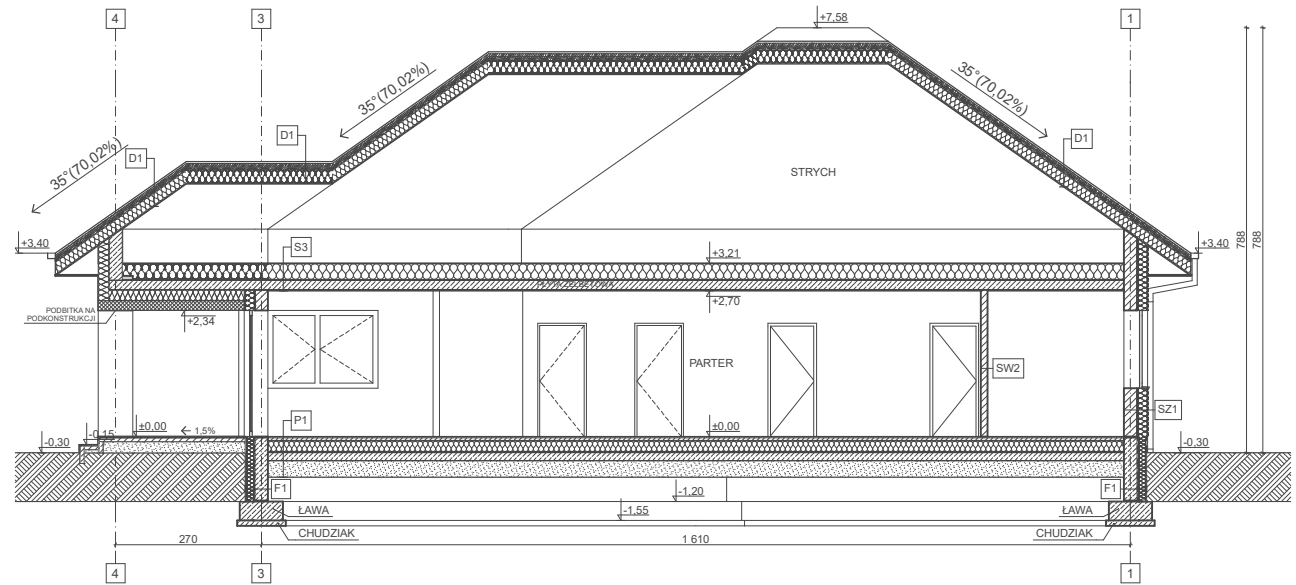 4
3
1
+7,58
35°(70,02%)
35°(70,02%)
35°(70,02%)
D1
D1
D1
STRYCH
788
788
+3,40
+3,40
S3
+3,21
PŁYTA ŻELBETOWA
+2,70
PODBITKA NA
PODKONSTRUKCJI
+2,34
PARTER
SW2
SZ1
P1
-0,30
-0,15
±0,00
1,5%
±0,00
-0,30
F1
F1
-1,20
ŁAWA
ŁAWA
-1,55
CHUDZIAK
CHUDZIAK
270
1 610
4
3
1